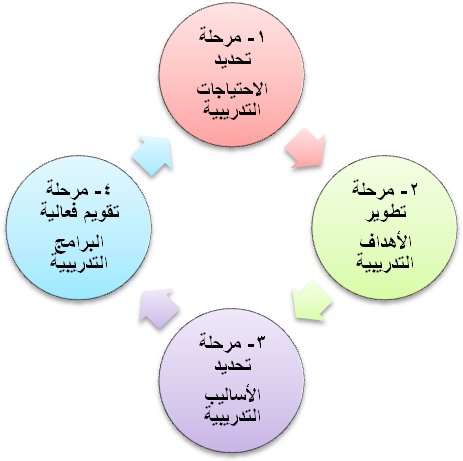 ١- مرحلة
تحديد
الاحتياجات
التدريبية
٢- مرحلة
تطوير
الأهداف
التدريبية
٣- مرحلة
تحديد
الأساليب
التدريبية
٤- مرحلة
تقويم فعالية
البرامج
التدريبية